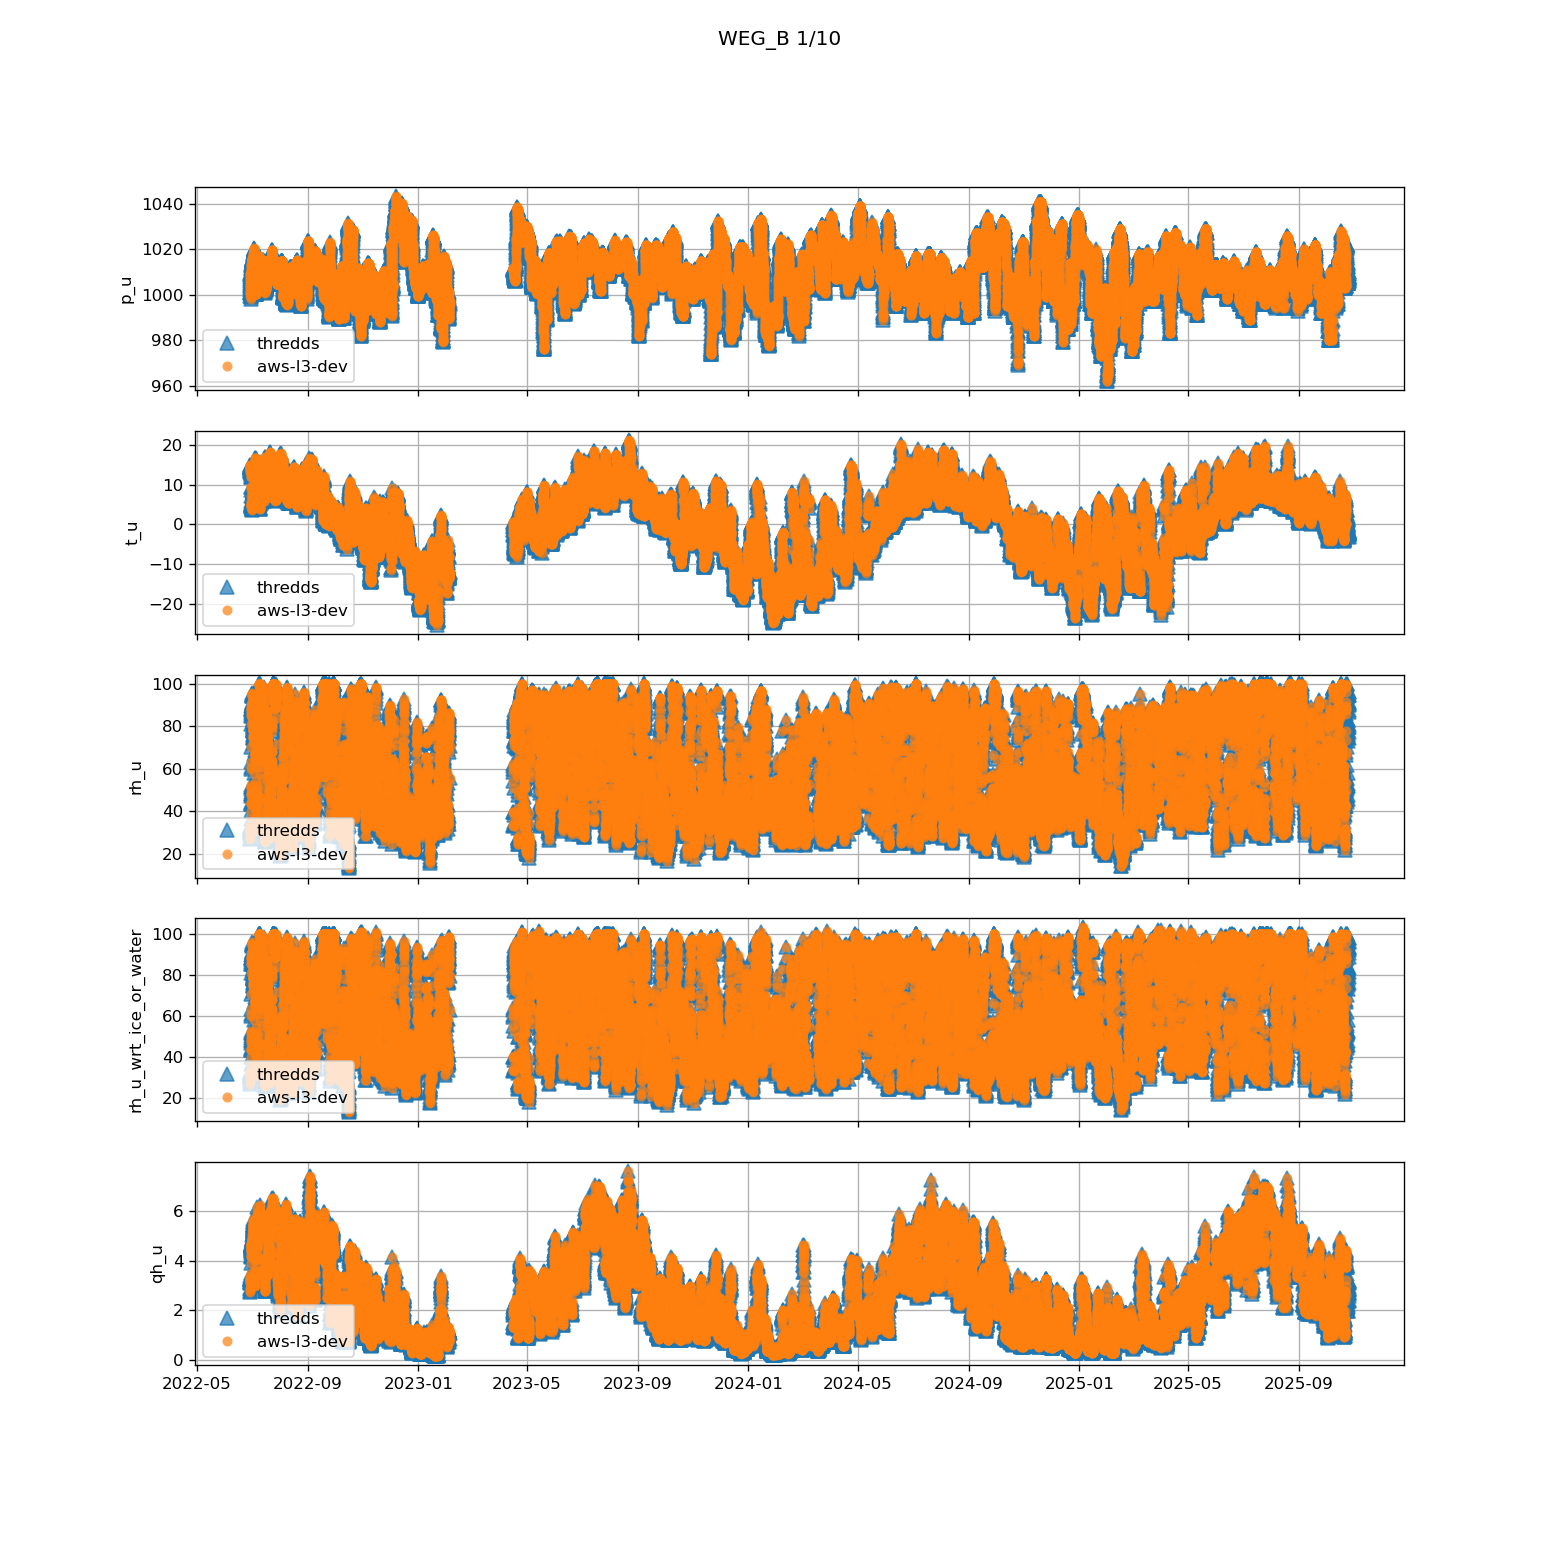 WEG_B 1/10
p_u
1040
1020
1000
980
960
thredds
aws-l3-dev
t_u
20
10
0
−10
−20
thredds
aws-l3-dev
rh_u
100
80
60
40
20
thredds
aws-l3-dev
rh_u_wrt_ice_or_water
100
80
60
40
20
thredds
aws-l3-dev
qh_u
6
4
2
0
thredds
aws-l3-dev
2022-05 2022-09 2023-01 2023-05 2023-09 2024-01 2024-05 2024-09 2025-01 2025-05 2025-09